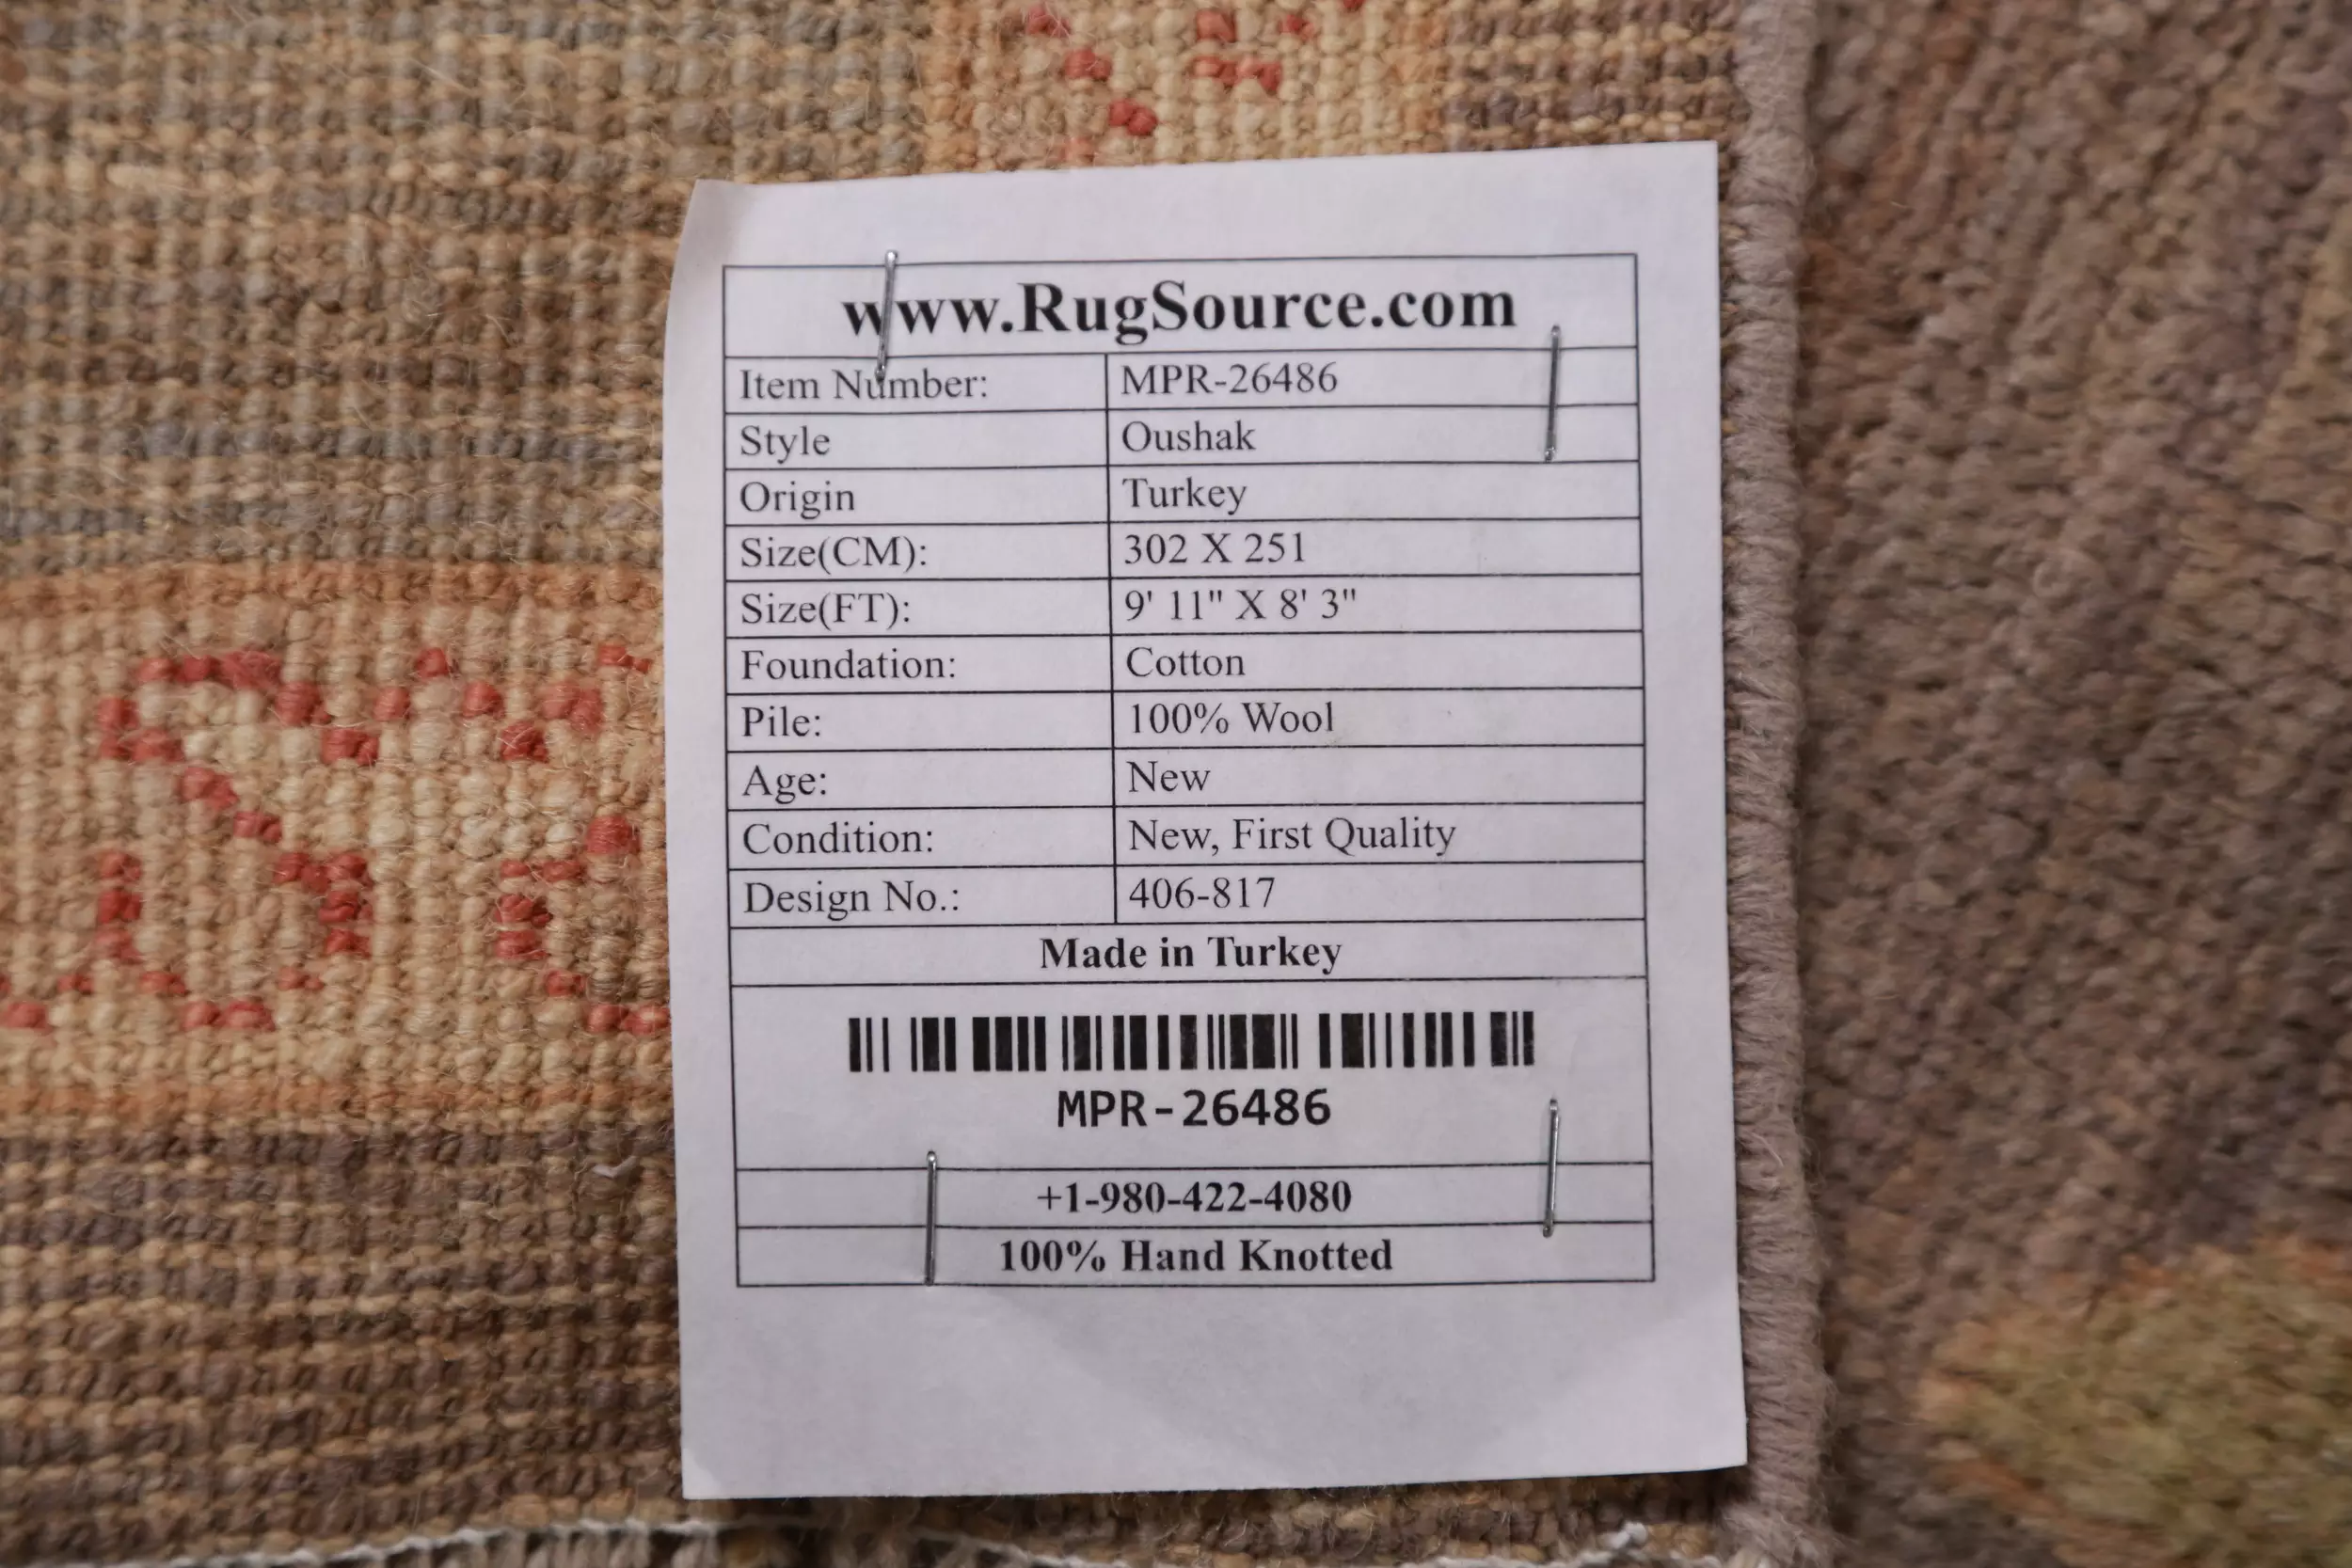 www.RugSource.com
Item Number: MPR-26486
Style Oushak
Origin Turkey
Size(CM): 302 X 251
Size(FT): 9' 11" X 8' 3"
Foundation: Cotton
Pile: 100% Wool
Age: New
Condition: New, First Quality
Design No.: 406-817
Made in Turkey
MPR-26486
+1-980-422-4080
100% Hand Knotted